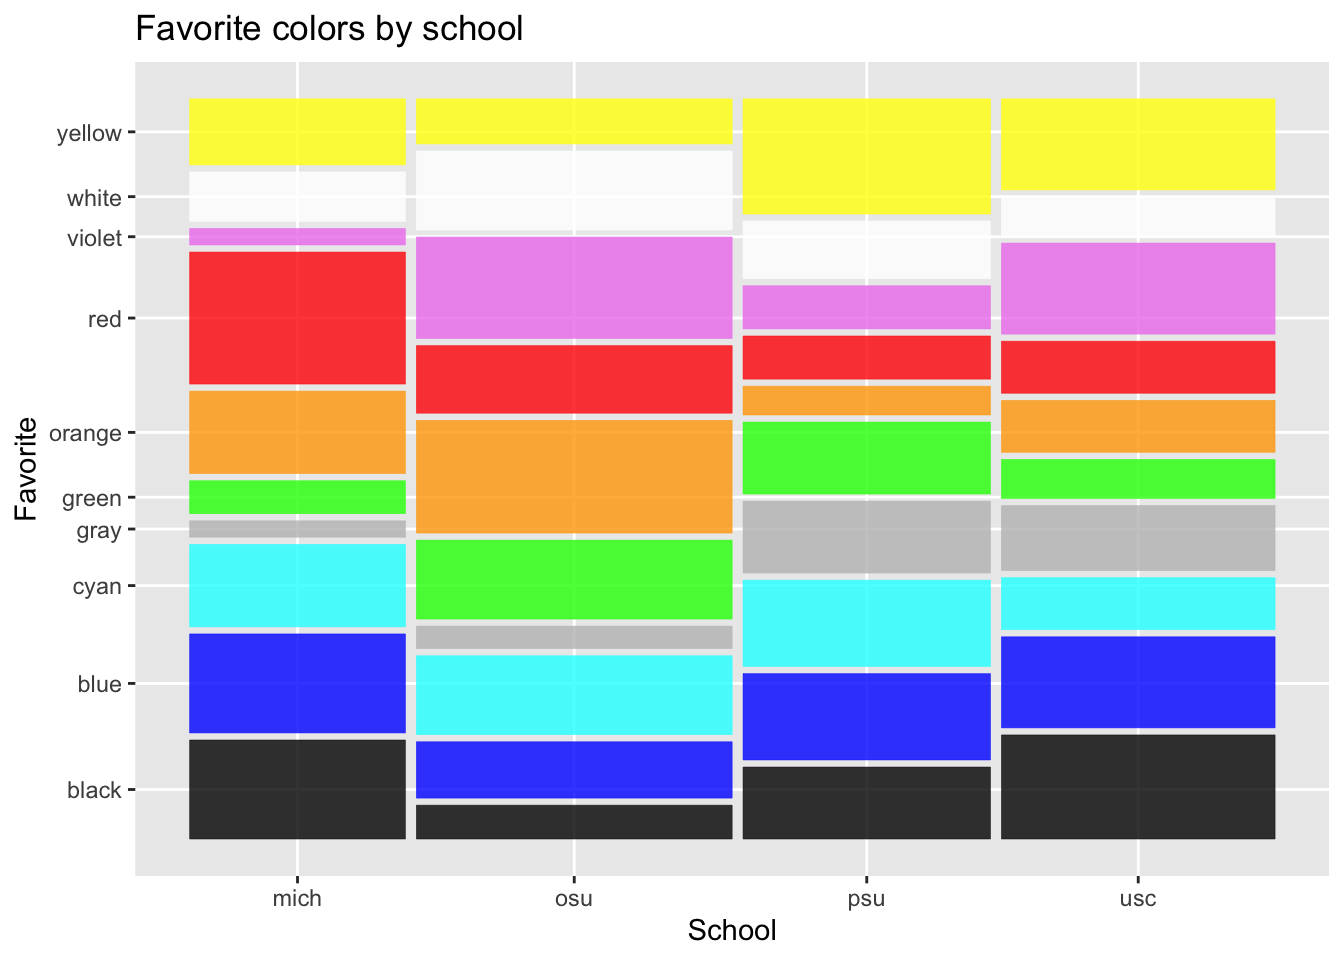 Favorite colors by school
Favorite
yellow
white
violet
red
orange
green
gray
cyan
blue
black
mich osu psu usc
School